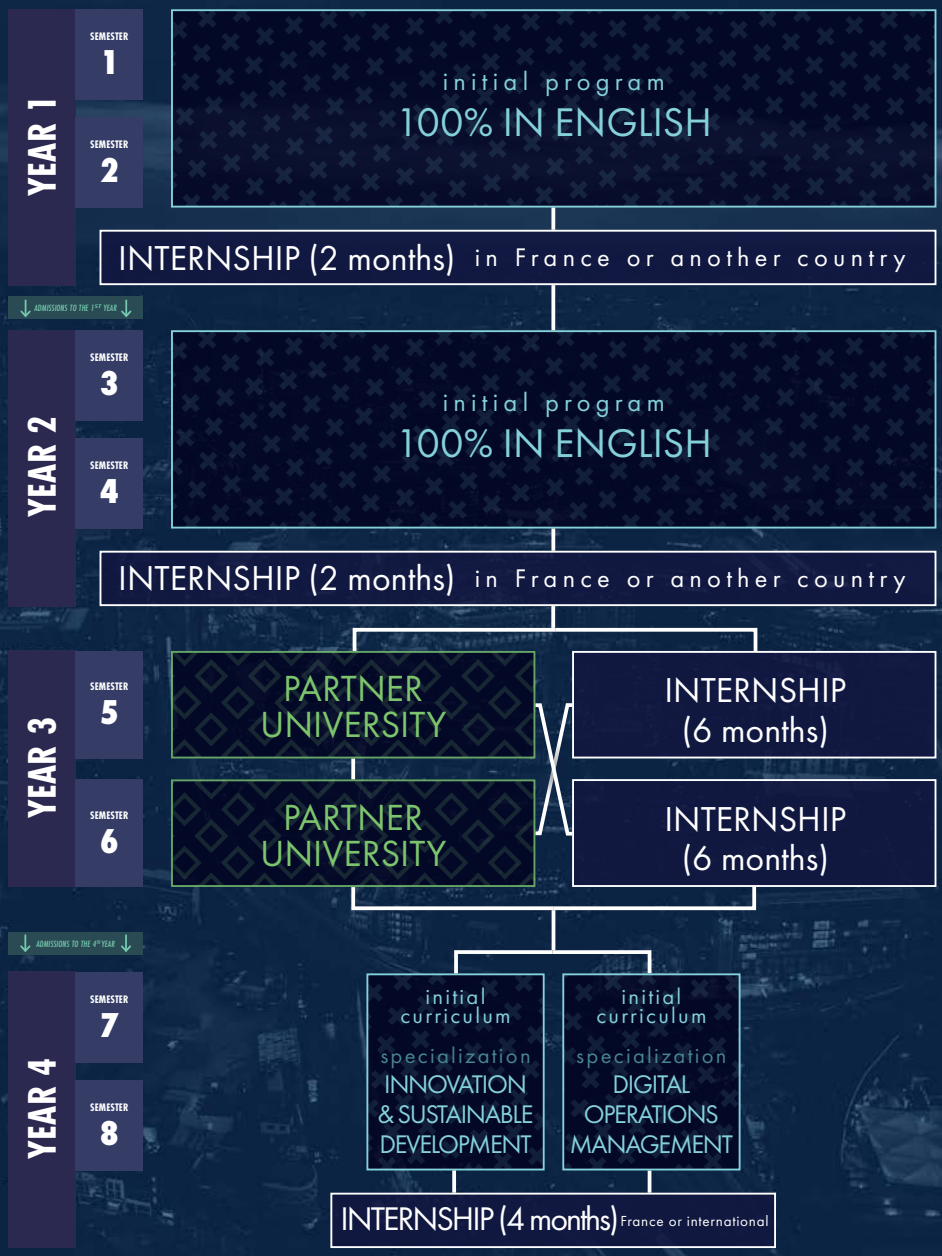 YEAR 1
SEMESTER
1
SEMESTER
2
initial program
100% IN ENGLISH
INTERNSHIP (2 months) in France or another country
ADMISSIONS TO THE 1ST YEAR
YEAR 2
SEMESTER
3
SEMESTER
4
initial program
100% IN ENGLISH
INTERNSHIP (2 months) in France or another country
YEAR 3
SEMESTER
5
PARTNER
UNIVERSITY
INTERNSHIP
(6 months)
SEMESTER
6
PARTNER
UNIVERSITY
INTERNSHIP
(6 months)
ADMISSIONS TO THE 4TH YEAR
YEAR 4
SEMESTER
7
SEMESTER
8
initial
curriculum
specialization
INNOVATION
& SUSTAINABLE
DEVELOPMENT
initial
curriculum
specialization
DIGITAL
OPERATIONS
MANAGEMENT
INTERNSHIP (4 months) France or international